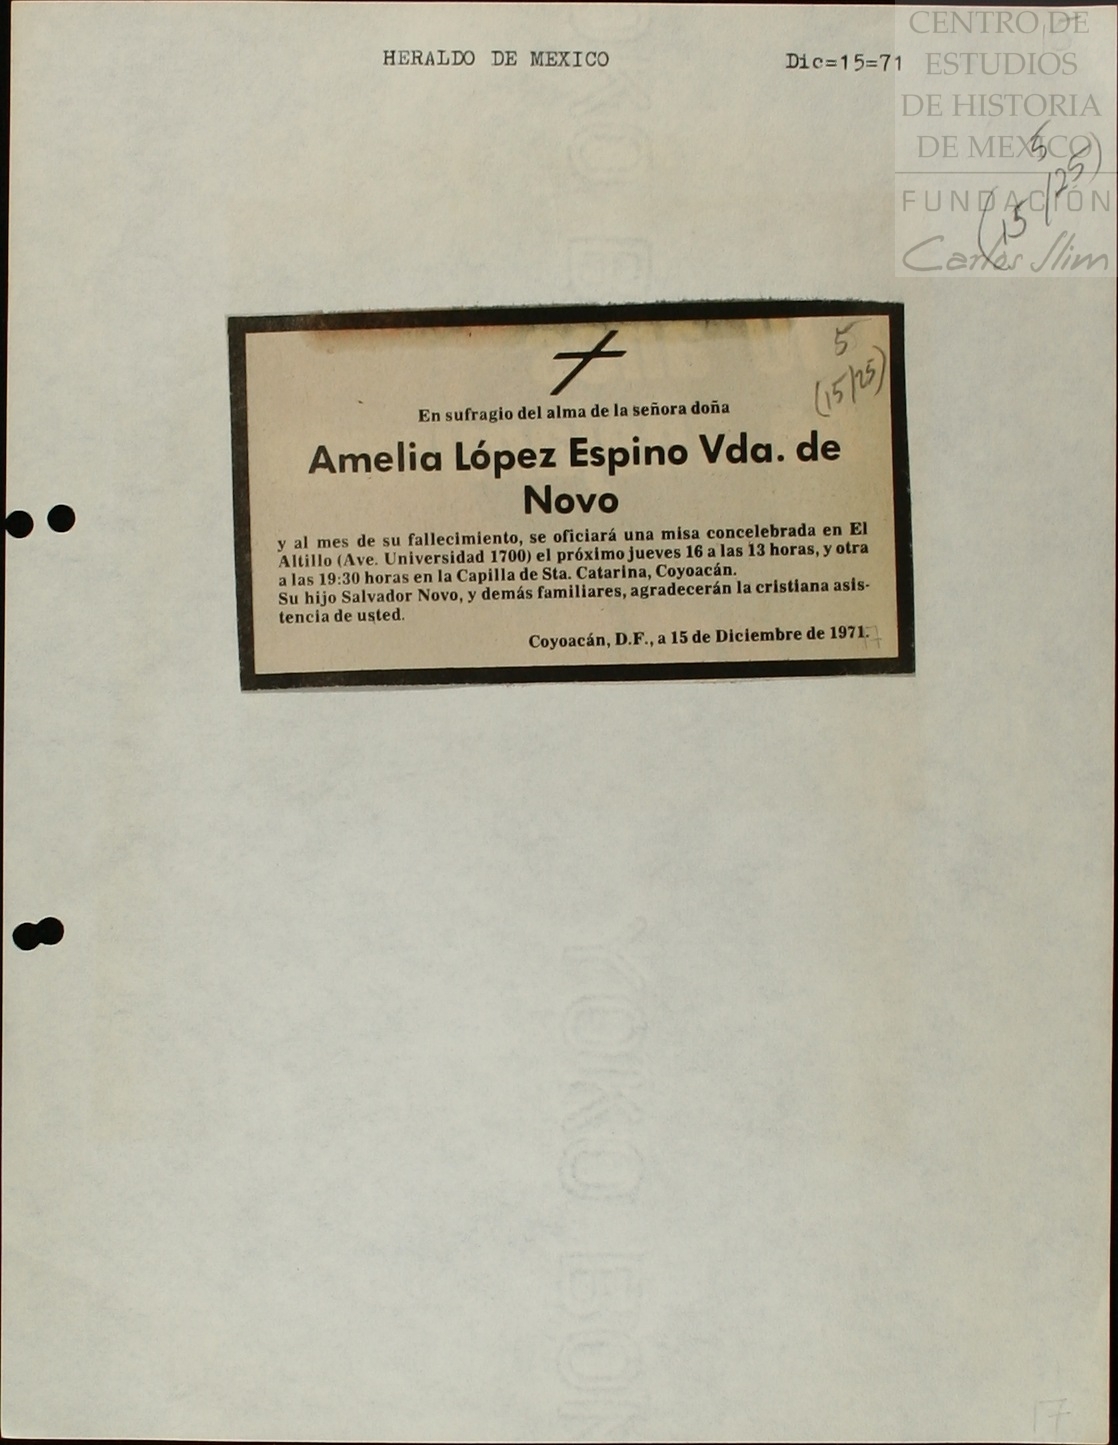 HERALDO DE MEXICO Dic=15=71
CENTRO DE
ESTUDIOS
DE HISTORIA
DE MEXICO
FUNDACIÓN
Carlos Slim
5
(15/25)
5
(15/25)
En sufragio del alma de la señora doña
Amelia López Espino Vda. de
Novo
y al mes de su fallecimiento, se oficiará una misa concelebrada en El
Altillo (Ave. Universidad 1700) el próximo jueves 16 a las 13 horas, y otra
a las 19:30 horas en la Capilla de Sta. Catarina, Coyoacán.
Su hijo Salvador Novo, y demás familiares, agradecerán la cristiana asis-
tencia de usted.
Coyoacán, D.F., a 15 de Diciembre de 1971.
17